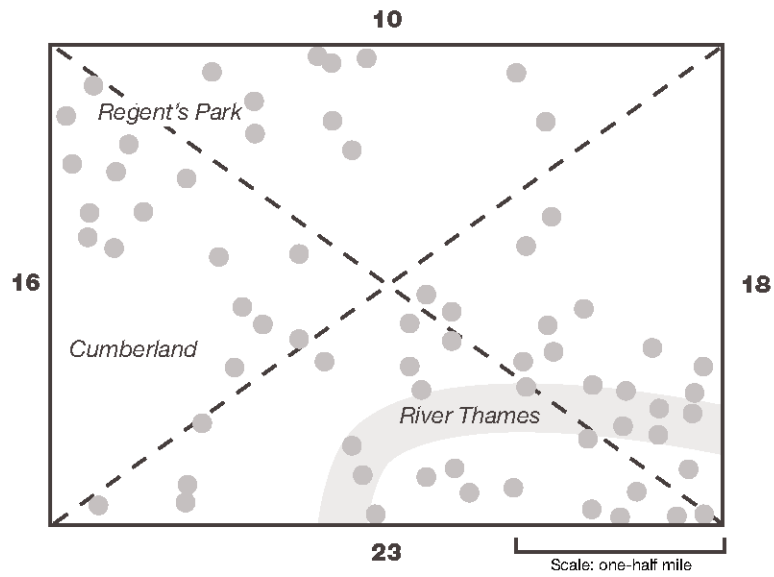 10
Regent's Park
16
18
Cumberland
River Thames
23
Scale: one-half mile